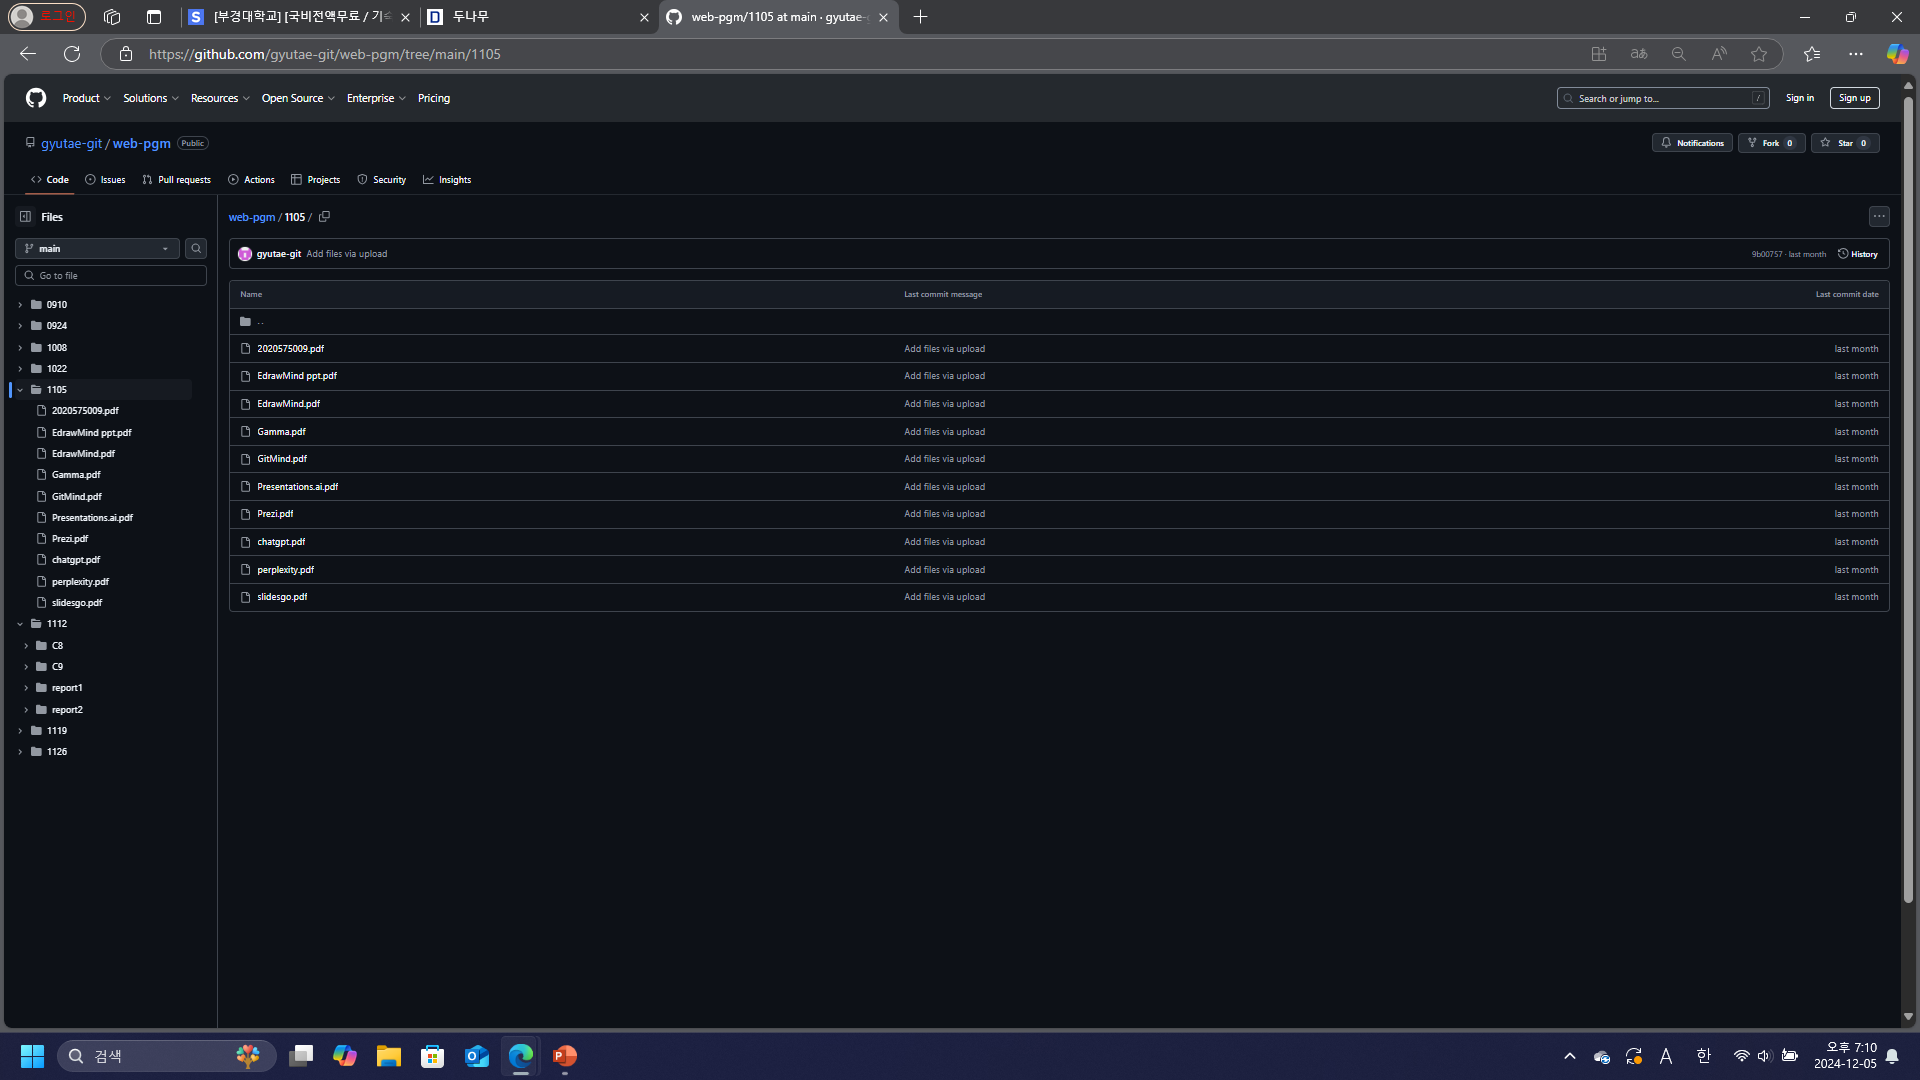 로그인
[부경대학교] [국비전액무료 / 기숙
두나무
web-pgm/1105 at main · gyutae-g
https://github.com/gyutae-git/web-pgm/tree/main/1105
Product Solutions Resources Open Source Enterprise Pricing
Search or jump to... /
Sign in
Sign up
gyutae-git / web-pgm Public
Notifications
Fork 0
Star 0
Code Issues Pull requests Actions Projects Security Insights
Files
main
Go to file
0910
0924
1008
1022
1105
2020575009.pdf
EdrawMind ppt.pdf
EdrawMind.pdf
Gamma.pdf
GitMind.pdf
Presentations.ai.pdf
Prezi.pdf
chatgpt.pdf
perplexity.pdf
slidesgo.pdf
1112
C8
C9
report1
report2
1119
1126
web-pgm / 1105 /
gyutae-git Add files via upload
9b00757 · last month History
Name Last commit message Last commit date
..
2020575009.pdf Add files via upload last month
EdrawMind ppt.pdf Add files via upload last month
EdrawMind.pdf Add files via upload last month
Gamma.pdf Add files via upload last month
GitMind.pdf Add files via upload last month
Presentations.ai.pdf Add files via upload last month
Prezi.pdf Add files via upload last month
chatgpt.pdf Add files via upload last month
perplexity.pdf Add files via upload last month
slidesgo.pdf Add files via upload last month
검색
A 한
오후 7:10
2024-12-05